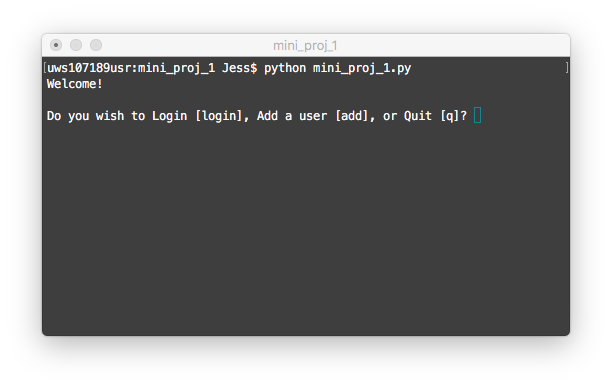 mini_proj_1
[uws107189usr:mini_proj_1 Jess$ python mini_proj_1.py ]
Welcome!
Do you wish to Login [login], Add a user [add], or Quit [q]?